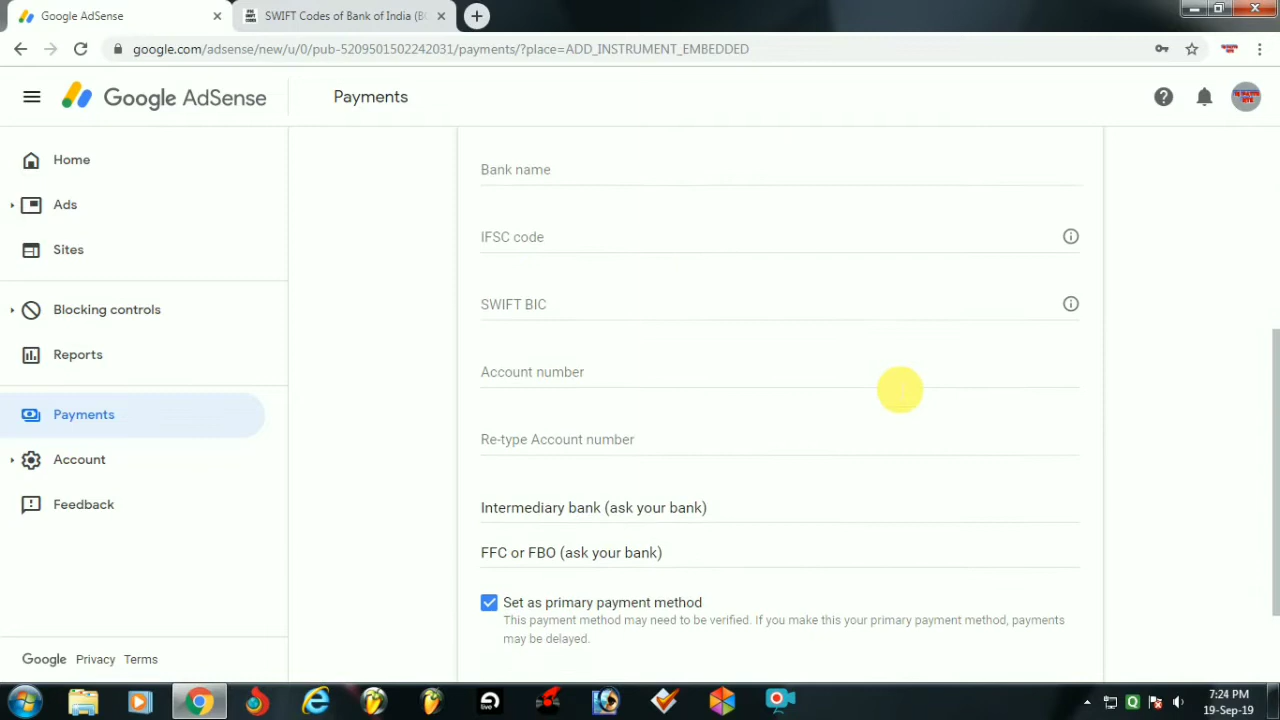 Google AdSense
SWIFT Codes of Bank of India (B
google.com/adsense/new/u/0/pub-5209501502242031/payments/?place=ADD_INSTRUMENT_EMBEDDED
Google AdSense
Payments
Home
Ads
Sites
Blocking controls
Reports
Payments
Account
Feedback
Google Privacy Terms
Bank name
IFSC code
SWIFT BIC
Account number
Re-type Account number
Intermediary bank (ask your bank)
FFC or FBO (ask your bank)
Set as primary payment method
This payment method may need to be verified. If you make this your primary payment method, payments
may be delayed.
live
7:24 PM
19-Sep-19